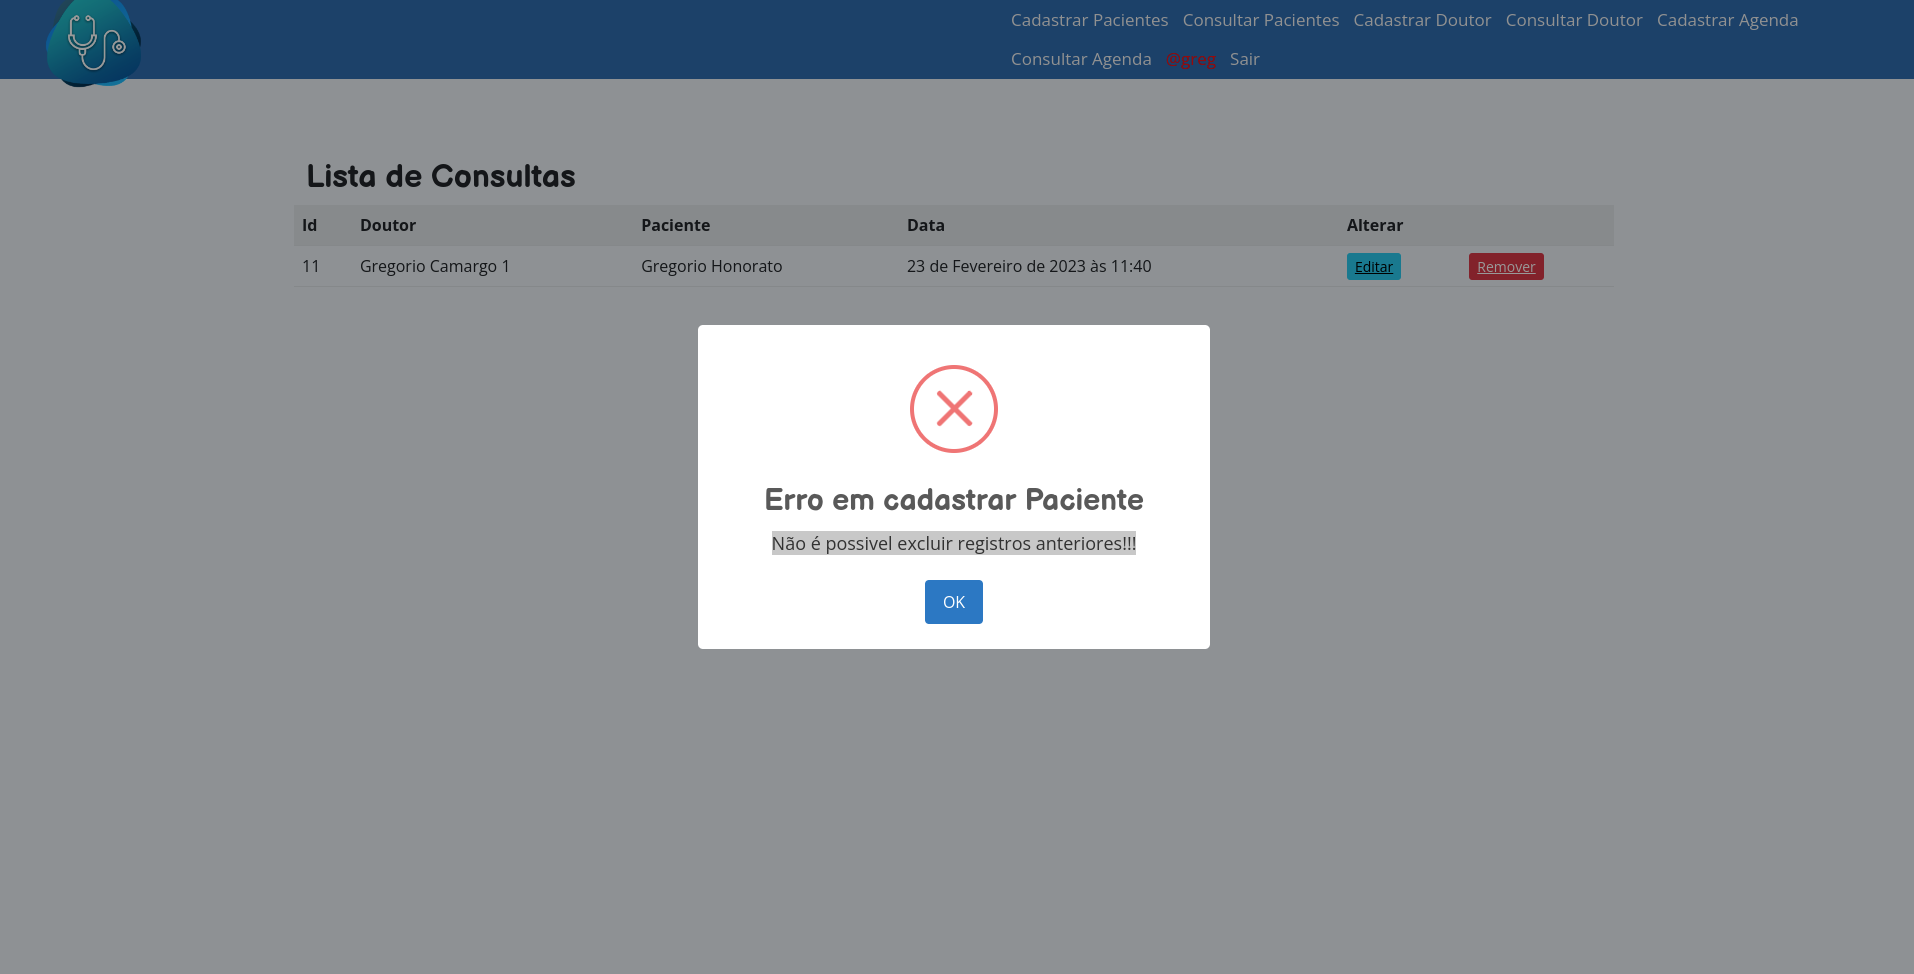 Cadastrar Pacientes Consultar Pacientes Cadastrar Doutor Consultar Doutor Cadastrar Agenda
Consultar Agenda ©greg Sair
Lista de Consultas
Id Doutor Paciente Data Alterar
11 Gregorio Camargo 1 Gregorio Honorato 23 de Fevereiro de 2023 às 11:40 Editar Remover
Erro em cadastrar Paciente
Não é possivel excluir registros anteriores!!!
OK